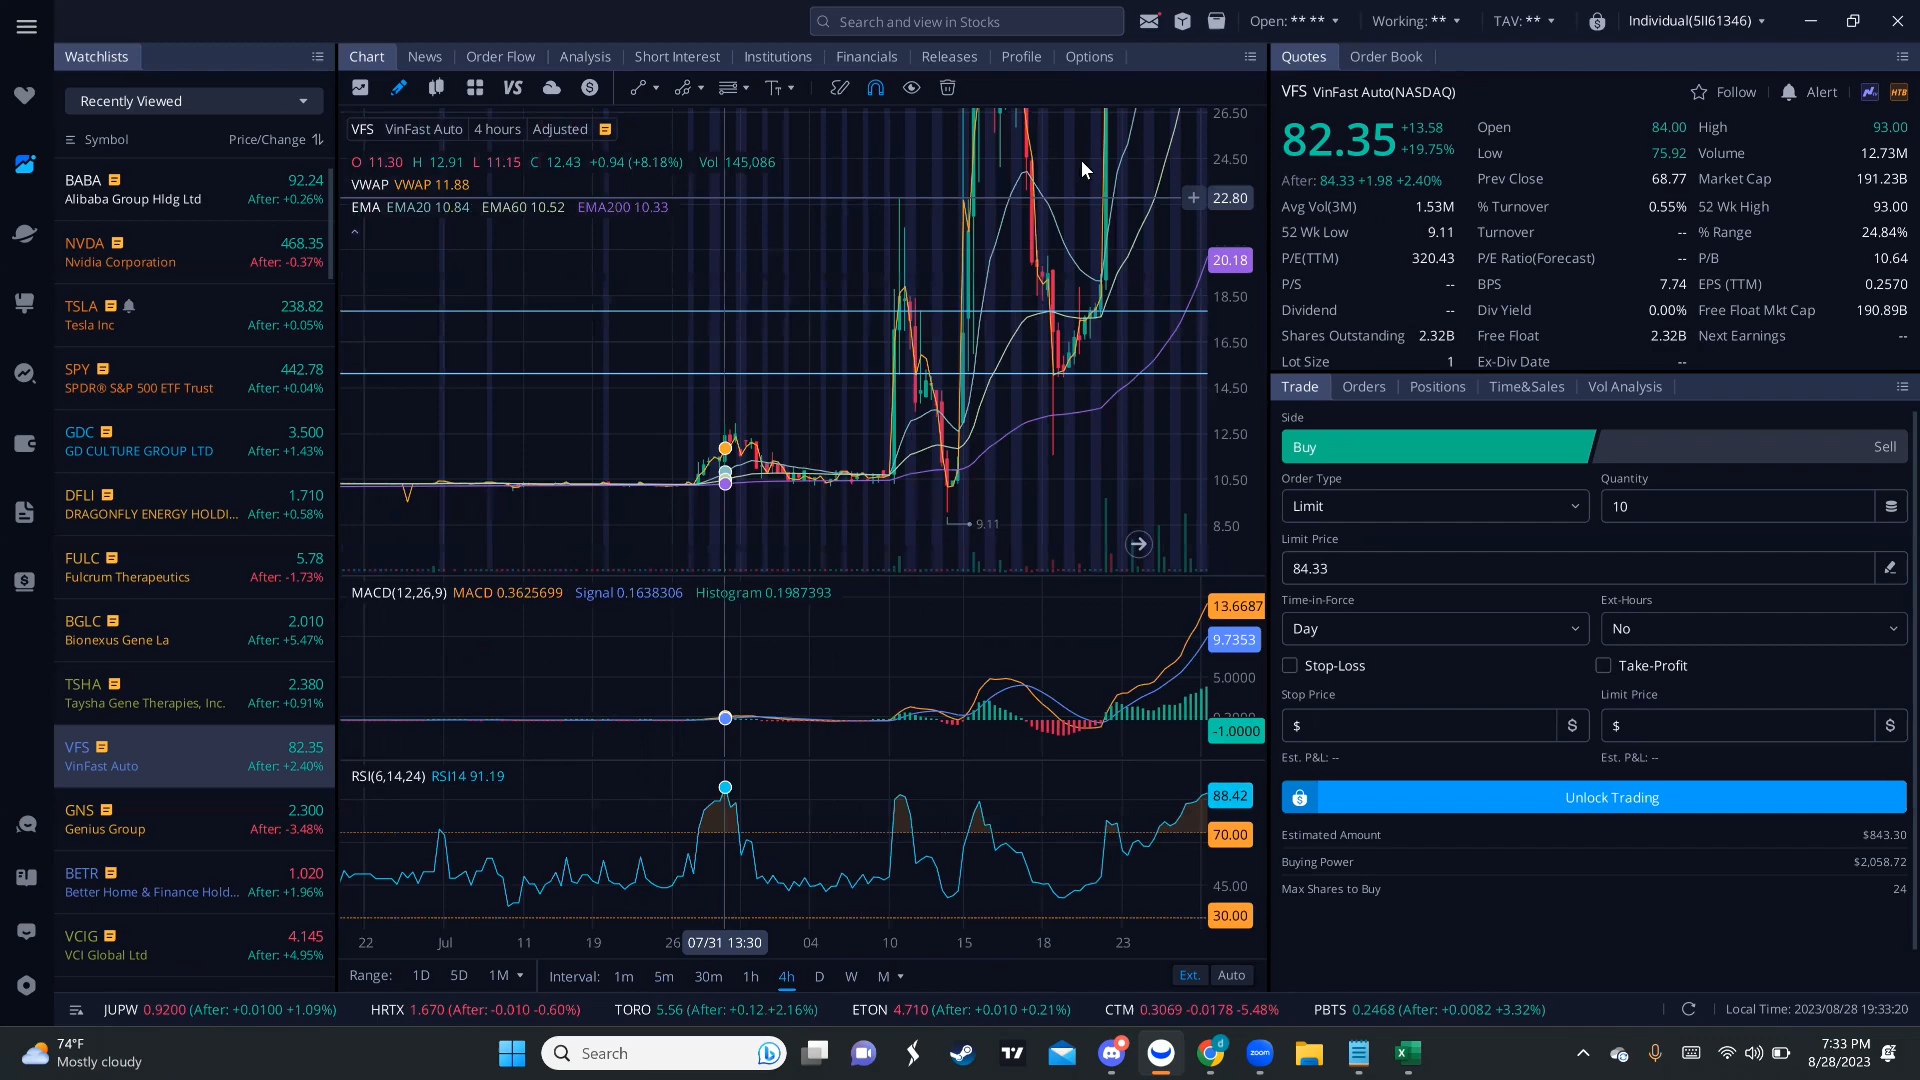 Search and view in Stocks
Open: ** **
Working: **
TAV: **
Individual(5II61346)
Watchlists
Recently Viewed
Symbol
Price/Change
BABA
92.24
Alibaba Group Hldg Ltd
After: +0.26%
NVDA
468.35
Nvidia Corporation
After: -0.37%
TSLA
238.82
Tesla Inc
After: +0.05%
SPY
442.78
SPDR® S&P 500 ETF Trust
After: +0.04%
GDC
3.500
GD CULTURE GROUP LTD
After: +1.43%
DFLI
1.710
DRAGONFLY ENERGY HOLDI...
After: +0.58%
FULC
5.78
Fulcrum Therapeutics
After: -1.73%
BGLC
2.010
Bionexus Gene La
After: +5.47%
TSHA
2.380
Taysha Gene Therapies, Inc.
After: +0.91%
VFS
82.35
VinFast Auto
After: +2.40%
GNS
2.300
Genius Group
After: -3.48%
BETR
1.020
Better Home & Finance Hold...
After: +1.96%
VCIG
4.145
VCI Global Ltd
After: +4.95%
Chart
News
Order Flow
Analysis
Short Interest
Institutions
Financials
Releases
Profile
Options
VS
VFS VinFast Auto 4 hours Adjusted
O 11.30 H 12.91 L 11.15 C 12.43 +0.94 (+8.18%) Vol 145,086
VWAP VWAP 11.88
EMA EMA20 10.84 EMA60 10.52 EMA200 10.33
26.50
24.50
22.80
20.18
18.50
16.50
14.50
12.50
10.50
8.50
9.11
MACD(12,26,9) MACD 0.3625699 Signal 0.1638306 Histogram 0.1987393
13.6687
9.7353
5.0000
-1.0000
RSI(6,14,24) RSI14 91.19
88.42
70.00
45.00
30.00
22 Jul 11 19 26 07/31 13:30 04 10 15 18 23
Range: 1D 5D 1M Interval: 1m 5m 30m 1h 4h D W M
Ext. Auto
Quotes
Order Book
VFS VinFast Auto(NASDAQ)
Follow
Alert
HTB
82.35
+13.58
+19.75%
After: 84.33 +1.98 +2.40%
Open 84.00 High 93.00
Low 75.92 Volume 12.73M
Prev Close 68.77 Market Cap 191.23B
Avg Vol(3M) 1.53M % Turnover 0.55% 52 Wk High 93.00
52 Wk Low 9.11 Turnover -- % Range 24.84%
P/E(TTM) 320.43 P/E Ratio(Forecast) -- P/B 10.64
P/S -- BPS 7.74 EPS (TTM) 0.2570
Dividend -- Div Yield 0.00% Free Float Mkt Cap 190.89B
Shares Outstanding 2.32B Free Float 2.32B Next Earnings --
Lot Size 1 Ex-Div Date --
Trade
Orders
Positions
Time&Sales
Vol Analysis
Side
Buy
Sell
Order Type
Quantity
Limit
10
Limit Price
84.33
Time-in-Force
Ext-Hours
Day
No
Stop-Loss
Take-Profit
Stop Price
Limit Price
$ $
$ $
Est. P&L: --
Est. P&L: --
Unlock Trading
Estimated Amount $843.30
Buying Power $2,058.72
Max Shares to Buy 24
JUPW 0.9200 (After: +0.0100 +1.09%)
HRTX 1.670 (After: -0.010 -0.60%)
TORO 5.56 (After: +0.12 +2.16%)
ETON 4.710 (After: +0.010 +0.21%)
CTM 0.3069 -0.0178 -5.48%
PBTS 0.2468 (After: +0.0082 +3.32%)
Local Time: 2023/08/28 19:33:20
74°F
Mostly cloudy
Search
zoom
7:33 PM
8/28/2023